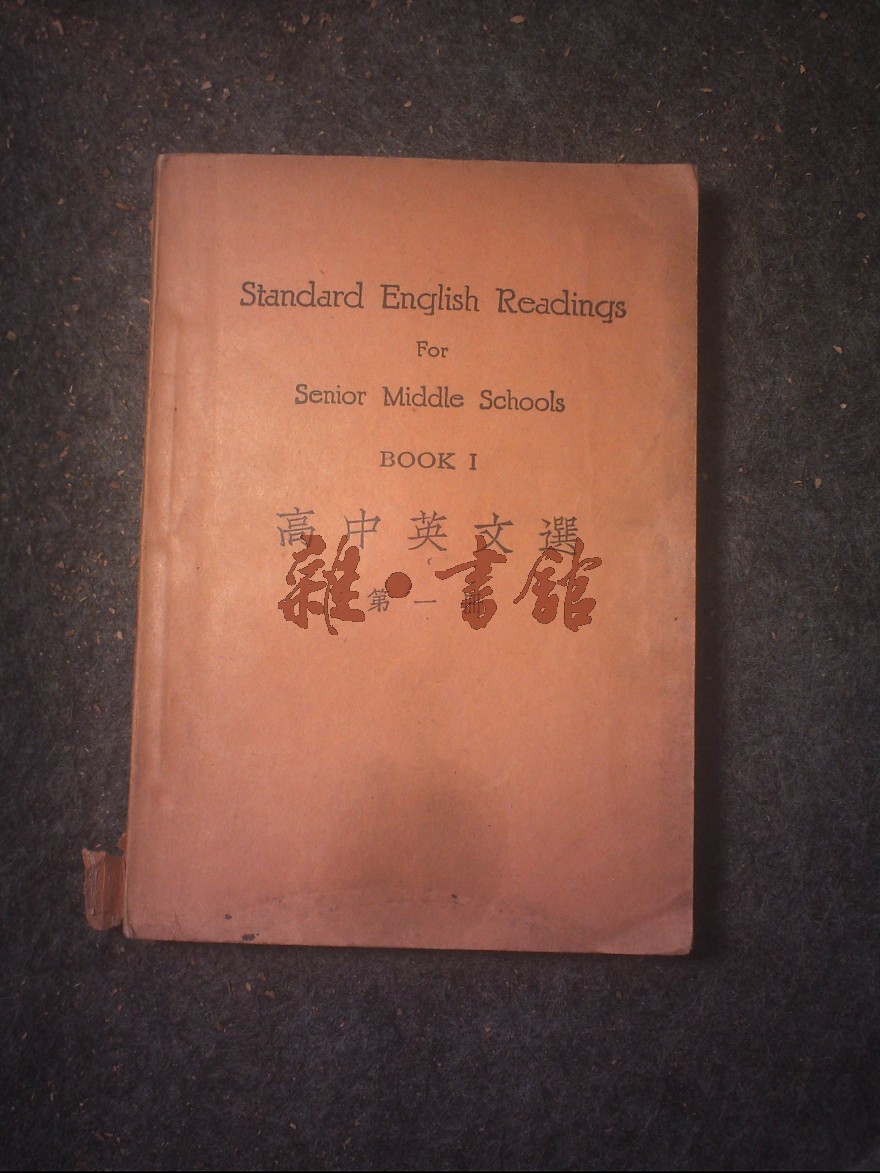 Standard English Readings
For
Senior Middle Schools
BOOK I
高中英文選
第一冊
雜·書館